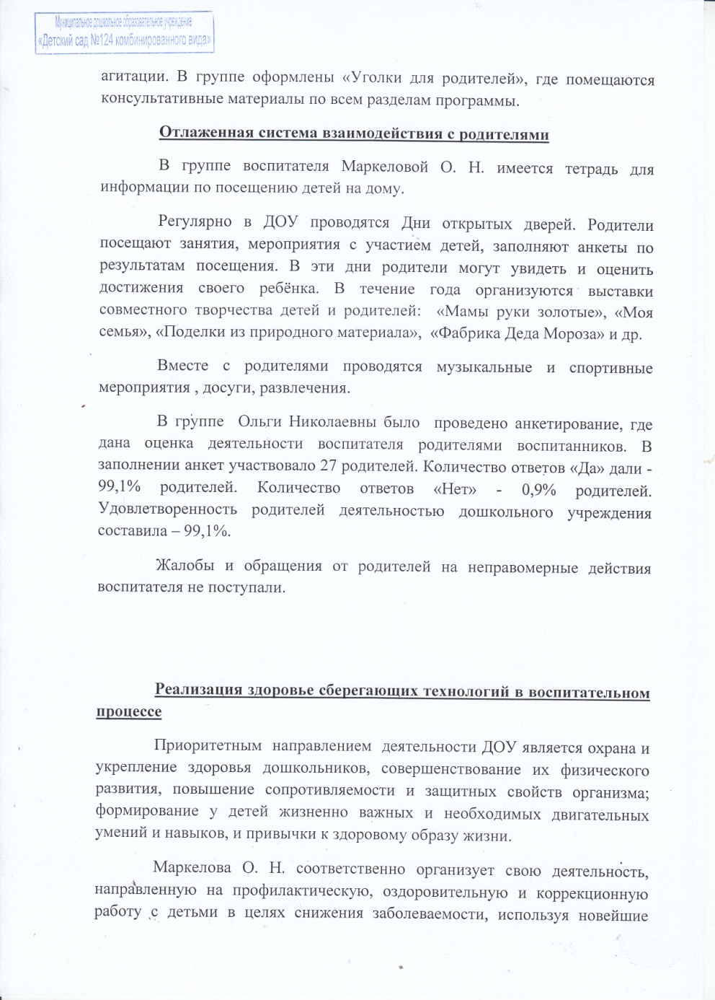 Муниципальное дошкольное образовательное учреждение
«Детский сад №124 комбинированного вида»
агитации. В группе оформлены «Уголки для родителей», где помещаются
консультативные материалы по всем разделам программы.
Отлаженная система взаимодействия с родителями
В группе воспитателя Маркеловой О. Н. имеется тетрадь для
информации по посещению детей на дому.
Регулярно в ДОУ проводятся Дни открытых дверей. Родители
посещают занятия, мероприятия с участием детей, заполняют анкеты по
результатам посещения. В эти дни родители могут увидеть и оценить
достижения своего ребёнка. В течение года организуются выставки
совместного творчества детей и родителей: «Мамы руки золотые», «Моя
семья», «Поделки из природного материала», «Фабрика Деда Мороза» и др.
Вместе с родителями проводятся музыкальные и спортивные
мероприятия , досуги, развлечения.
В группе Ольги Николаевны было проведено анкетирование, где
дана оценка деятельности воспитателя родителями воспитанников. В
заполнении анкет участвовало 27 родителей. Количество ответов «Да» дали -
99,1% родителей. Количество ответов «Нет» - 0,9% родителей.
Удовлетворенность родителей деятельностью дошкольного учреждения
составила – 99,1%.
Жалобы и обращения от родителей на неправомерные действия
воспитателя не поступали.
Реализация здоровье сберегающих технологий в воспитательном
процессе
Приоритетным направлением деятельности ДОУ является охрана и
укрепление здоровья дошкольников, совершенствование их физического
развития, повышение сопротивляемости и защитных свойств организма;
формирование у детей жизненно важных и необходимых двигательных
умений и навыков, и привычки к здоровому образу жизни.
Маркелова О. Н. соответственно организует свою деятельность,
направленную на профилактическую, оздоровительную и коррекционную
работу с детьми в целях снижения заболеваемости, используя новейшие